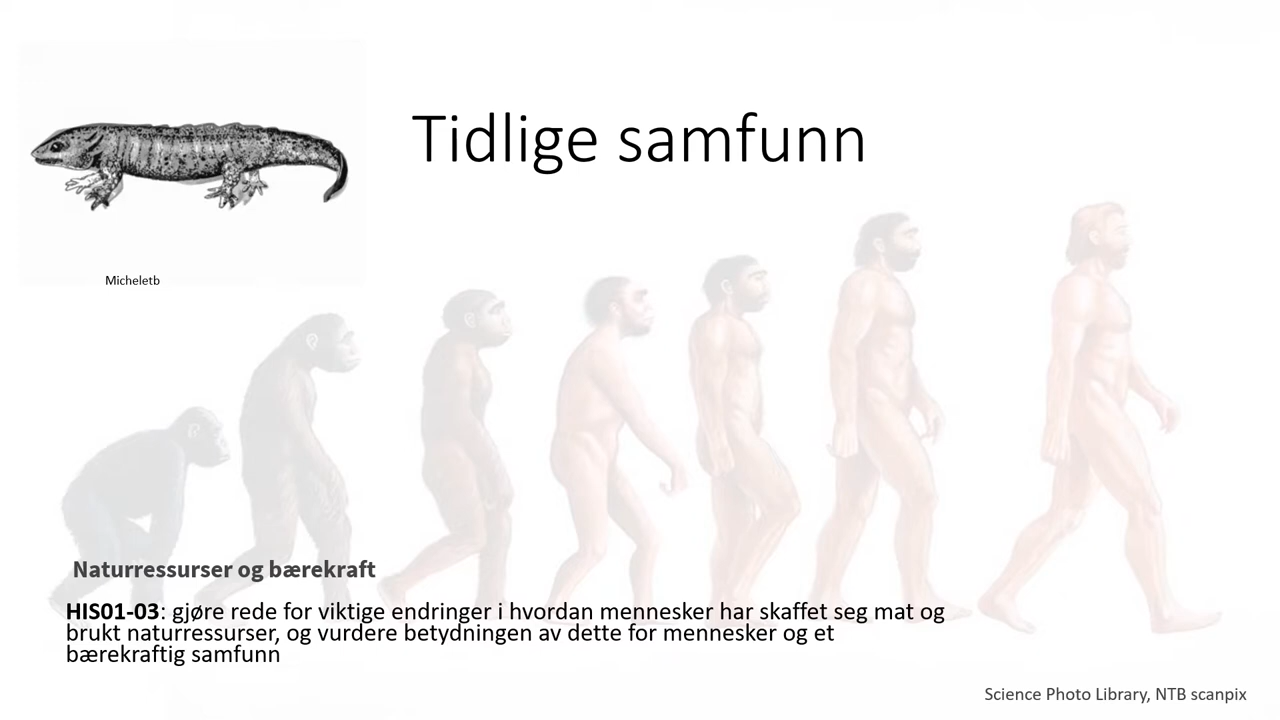 Tidlige samfunn
Micheletb
Naturressurser og bærekraft
HIS01-03: gjøre rede for viktige endringer i hvordan mennesker har skaffet seg mat og
brukt naturressurser, og vurdere betydningen av dette for mennesker og et
bærekraftig samfunn
Science Photo Library, NTB scanpix